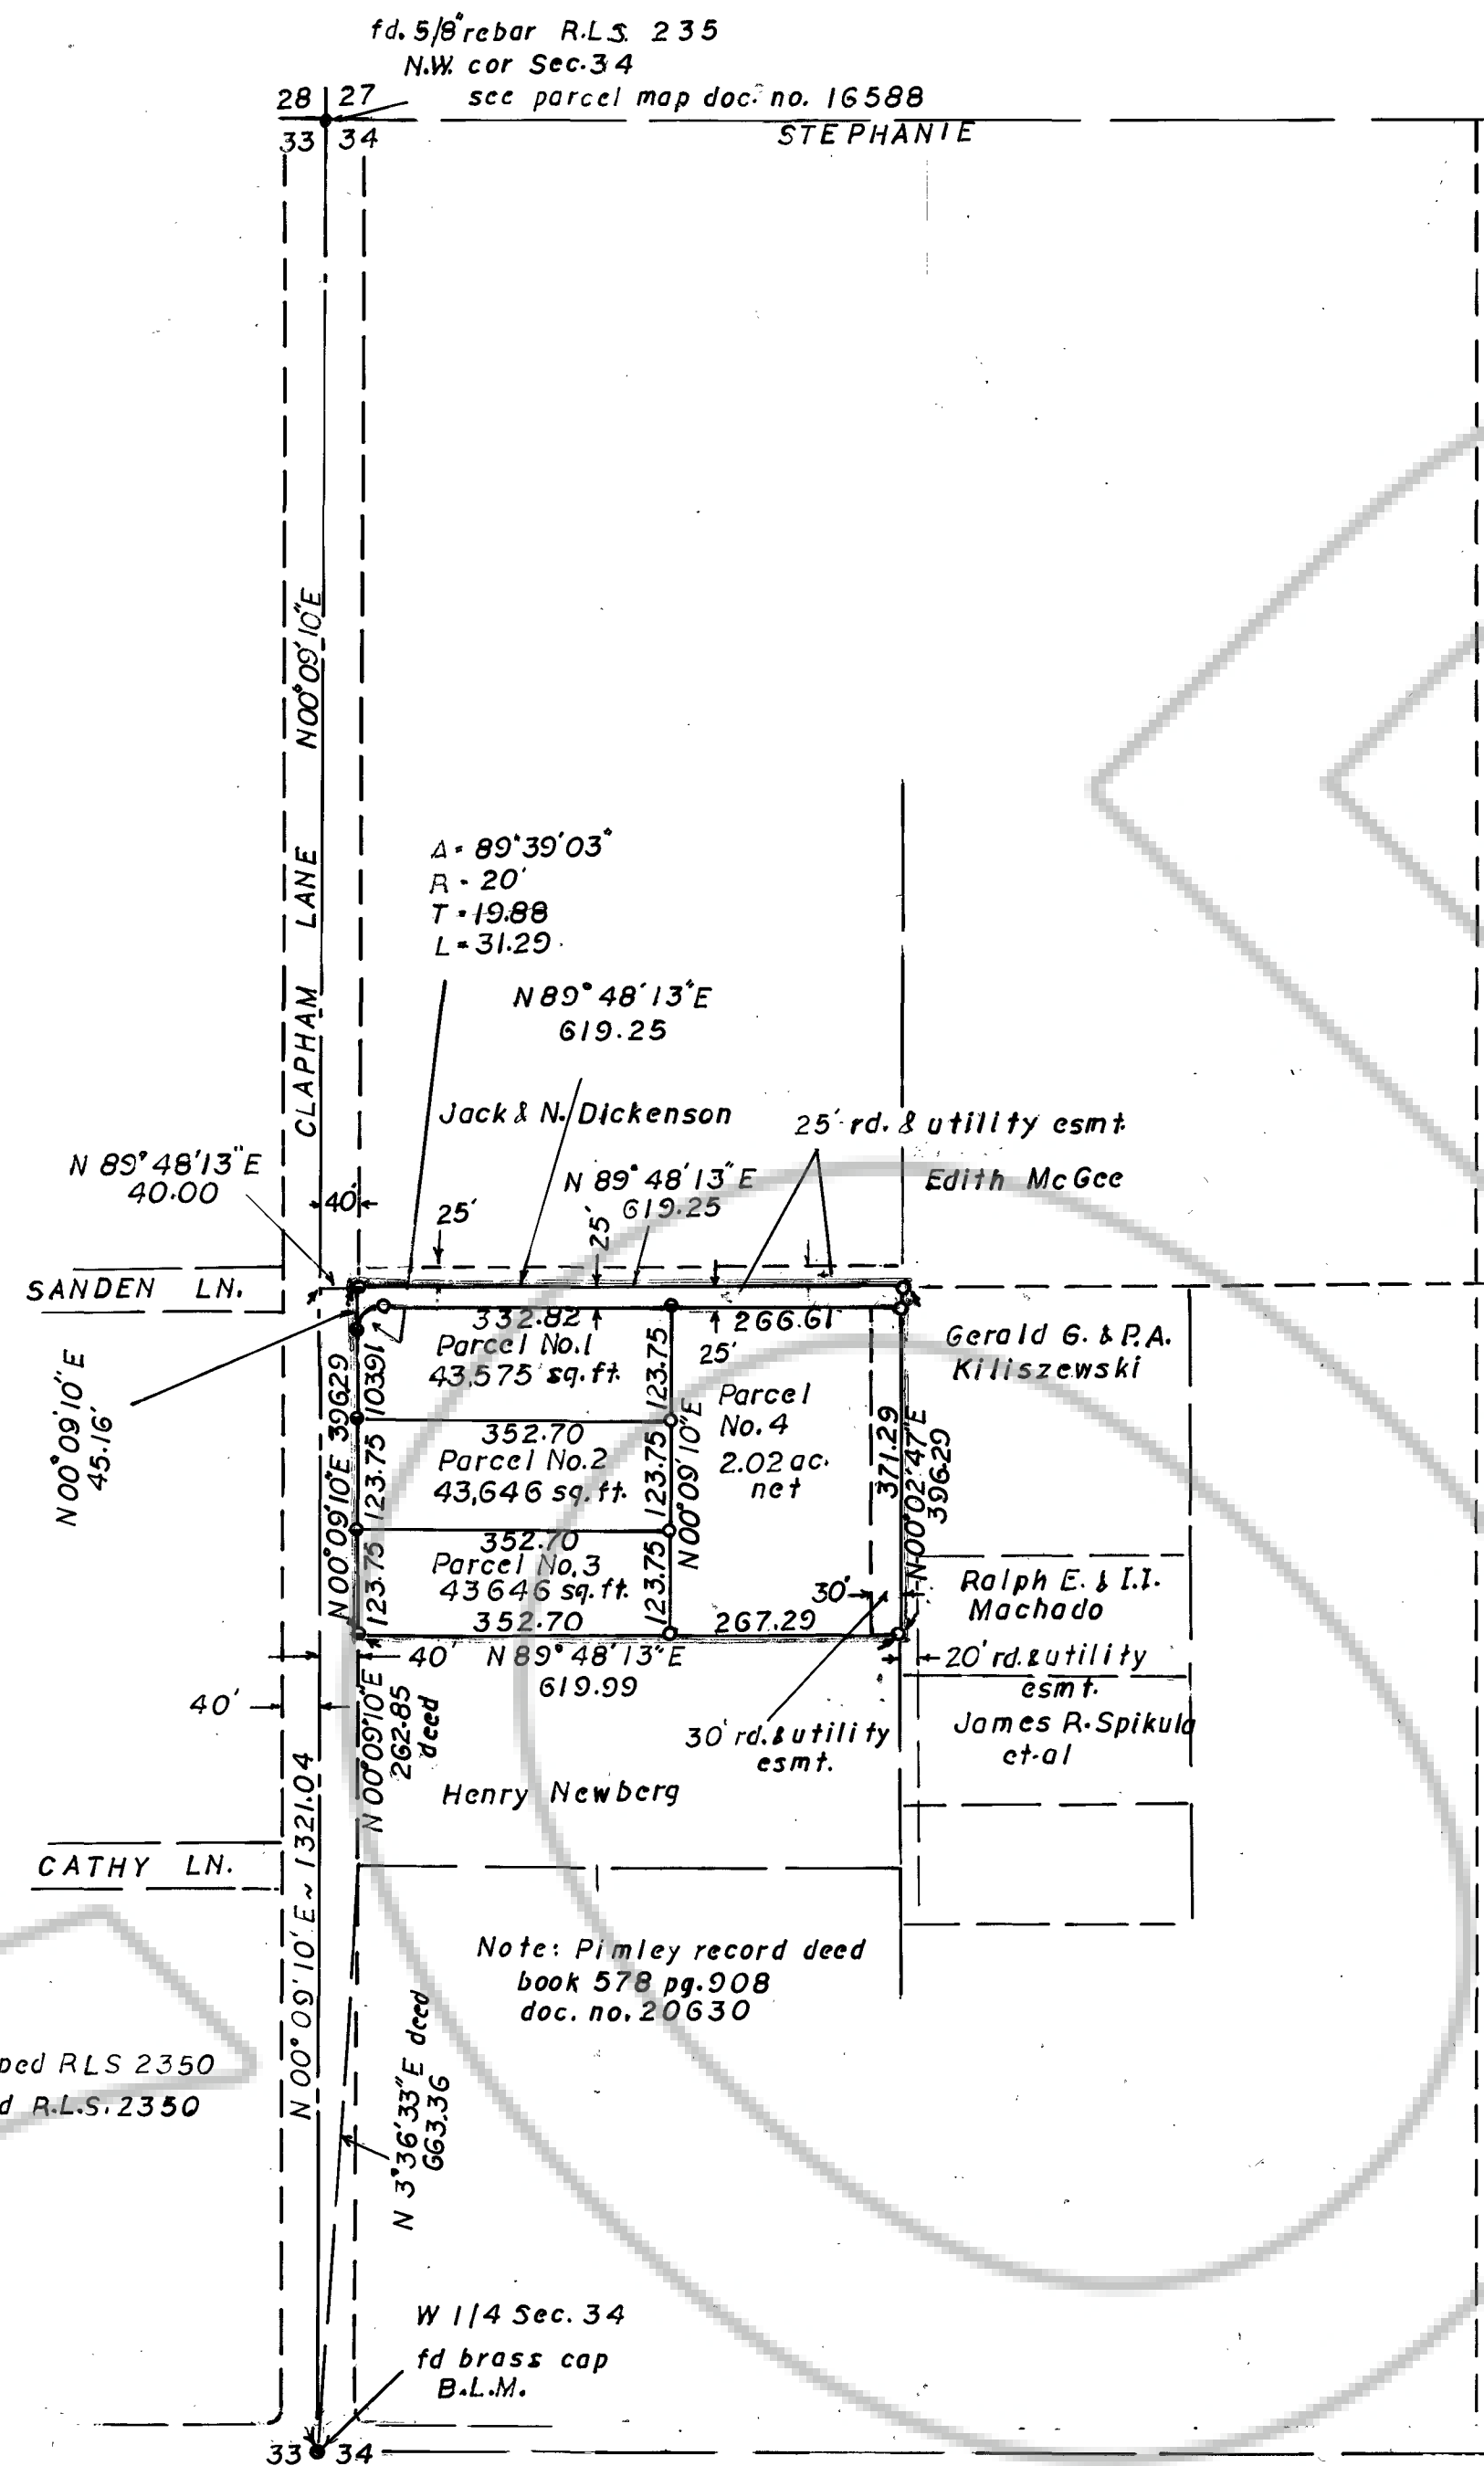 fd. 5/8" rebar R.L.S. 235
N.W. cor Sec. 34
see parcel map doc. no. 16588
28 27
33 34
STEPHANIE
CLAPHAM LANE N00°09'10"E
Δ = 89°39'03"
R = 20'
T = 19.88
L = 31.29
N 89° 48' 13" E
619.25
Jack & N. Dickenson
25' rd. & utility esmt.
Edith McGee
N 89° 48' 13" E
40.00
40'
N 89° 48' 13" E
619.25
25'
25'
SANDEN LN.
332.82
266.61
25'
Parcel No.1
43,575 sq. ft.
103.91
123.75
N00°09'10"E
45.16'
N00°09'10"E 396.29
352.70
Parcel No.2
43,646 sq. ft.
123.75
123.75
N00°09'10"E
Parcel
No. 4
2.02 ac.
net
371.29
N00°02'47"E
396.29
Gerald G. & P.A.
Kiliszewski
352.70
Parcel No. 3
43646 sq. ft.
123.75
123.75
352.70
30'
267.29
Ralph E. & I.I.
Machado
40'
N 89° 48' 13" E
619.99
20' rd. & utility
esmt.
40'
N 00°09'10"E
262.85
deed
30' rd. & utility
esmt.
James R. Spikula
et-al
Henry Newberg
N 00° 09' 10' E ~ 1321.04
CATHY LN.
Note: Pimley record deed
book 578 pg. 908
doc. no. 20630
ped RLS 2350
d R.L.S. 2350
N 3°36'33" E deed
663.36
W 1/4 Sec. 34
fd brass cap
B.L.M.
33 34